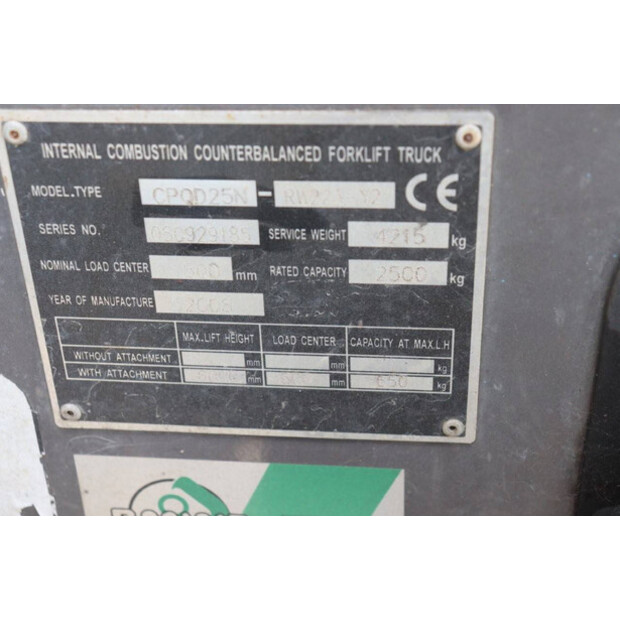 INTERNAL COMBUSTION COUNTERBALANCED FORKLIFT TRUCK
MODEL.TYPE CPQD25N - CE
SERIES NO. SERVICE WEIGHT 4215 kg
NOMINAL LOAD CENTER mm RATED CAPACITY 2500 kg
YEAR OF MANUFACTURE 2008
MAX.LIFT HEIGHT LOAD CENTER CAPACITY AT MAX.L.H
WITHOUT ATTACHMENT mm mm kg
WITH ATTACHMENT mm mm 650 kg